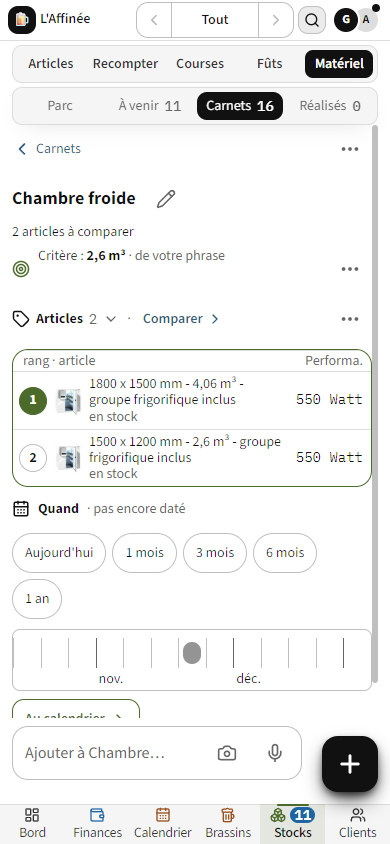 L'Affinée
Tout
G
A
Articles
Recompter
Courses
Fûts
Matériel
Parc
À venir 11
Carnets 16
Réalisés 0
Carnets
Chambre froide
2 articles à comparer
Critère : 2,6 m³ · de votre phrase
Articles 2
· Comparer
rang · article
Performa.
1
1800 x 1500 mm - 4,06 m³ -
groupe frigorifique inclus
en stock
550 Watt
2
1500 x 1200 mm - 2,6 m³ - groupe
frigorifique inclus
en stock
550 Watt
Quand · pas encore daté
Aujourd'hui
1 mois
3 mois
6 mois
1 an
nov.
déc.
Au calendrier
Ajouter à Chambre…
Bord
Finances
Calendrier
Brassins
11
Stocks
Clients